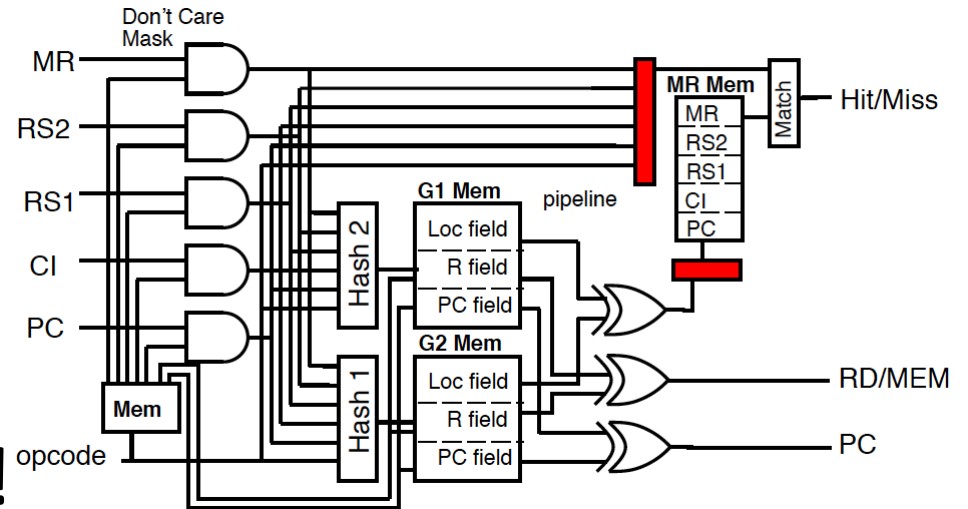 Don't Care
Mask
MR
RS2
RS1
CI
PC
Mem
! opcode
Hash 2
Hash 1
G1 Mem
Loc field
R field
PC field
G2 Mem
Loc field
R field
PC field
pipeline
MR Mem
MR
RS2
RS1
CI
PC
Match
Hit/Miss
RD/MEM
PC